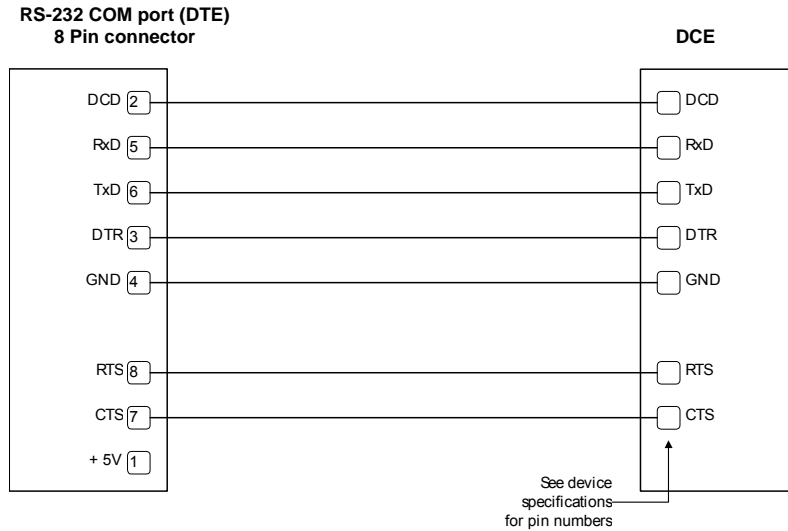 RS-232 COM port (DTE)
8 Pin connector
DCE
DCD 2
DCD
RxD 5
RxD
TxD 6
TxD
DTR 3
DTR
GND 4
GND
RTS 8
RTS
CTS 7
CTS
+ 5V 1
See device
specifications
for pin numbers